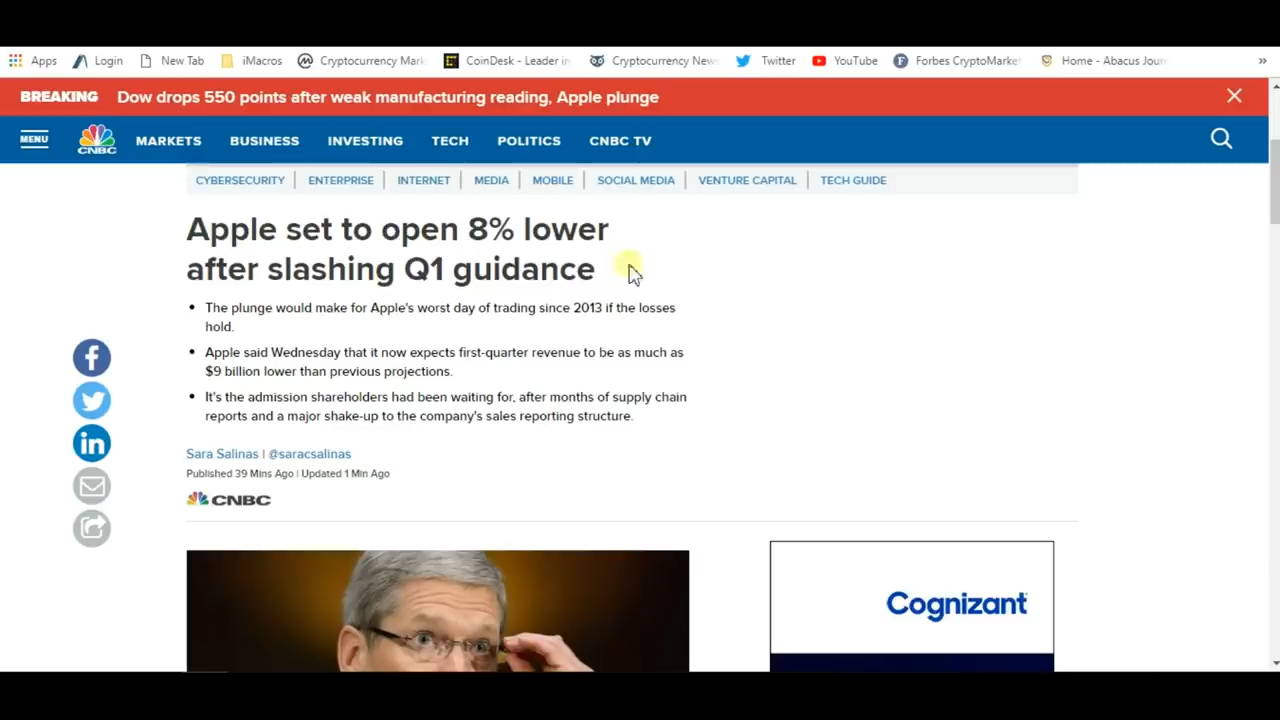 Apps Login New Tab iMacros Cryptocurrency Mark CoinDesk - Leader in Cryptocurrency New Twitter YouTube Forbes CryptoMarket Home - Abacus Jour »
BREAKING Dow drops 550 points after weak manufacturing reading, Apple plunge
MENU CNBC MARKETS BUSINESS INVESTING TECH POLITICS CNBC TV
CYBERSECURITY | ENTERPRISE | INTERNET | MEDIA | MOBILE | SOCIAL MEDIA | VENTURE CAPITAL | TECH GUIDE
Apple set to open 8% lower
after slashing Q1 guidance
• The plunge would make for Apple's worst day of trading since 2013 if the losses
hold.
• Apple said Wednesday that it now expects first-quarter revenue to be as much as
$9 billion lower than previous projections.
• It's the admission shareholders had been waiting for, after months of supply chain
reports and a major shake-up to the company's sales reporting structure.
Sara Salinas | @saracsalinas
Published 39 Mins Ago | Updated 1 Min Ago
CNBC
Cognizant